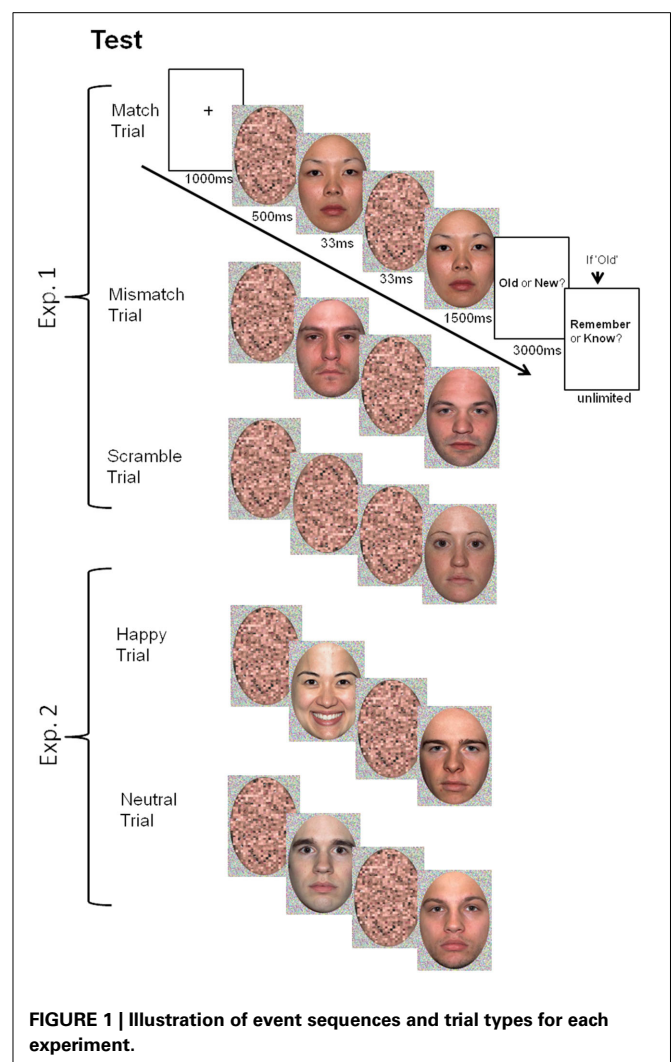 Test
Match
Trial
+
1000ms
500ms
33ms
33ms
1500ms
Old or New?
3000ms
If 'Old'
Remember
or Know?
unlimited
Exp. 1
Mismatch
Trial
Scramble
Trial
Exp. 2
Happy
Trial
Neutral
Trial
FIGURE 1 | Illustration of event sequences and trial types for each
experiment.